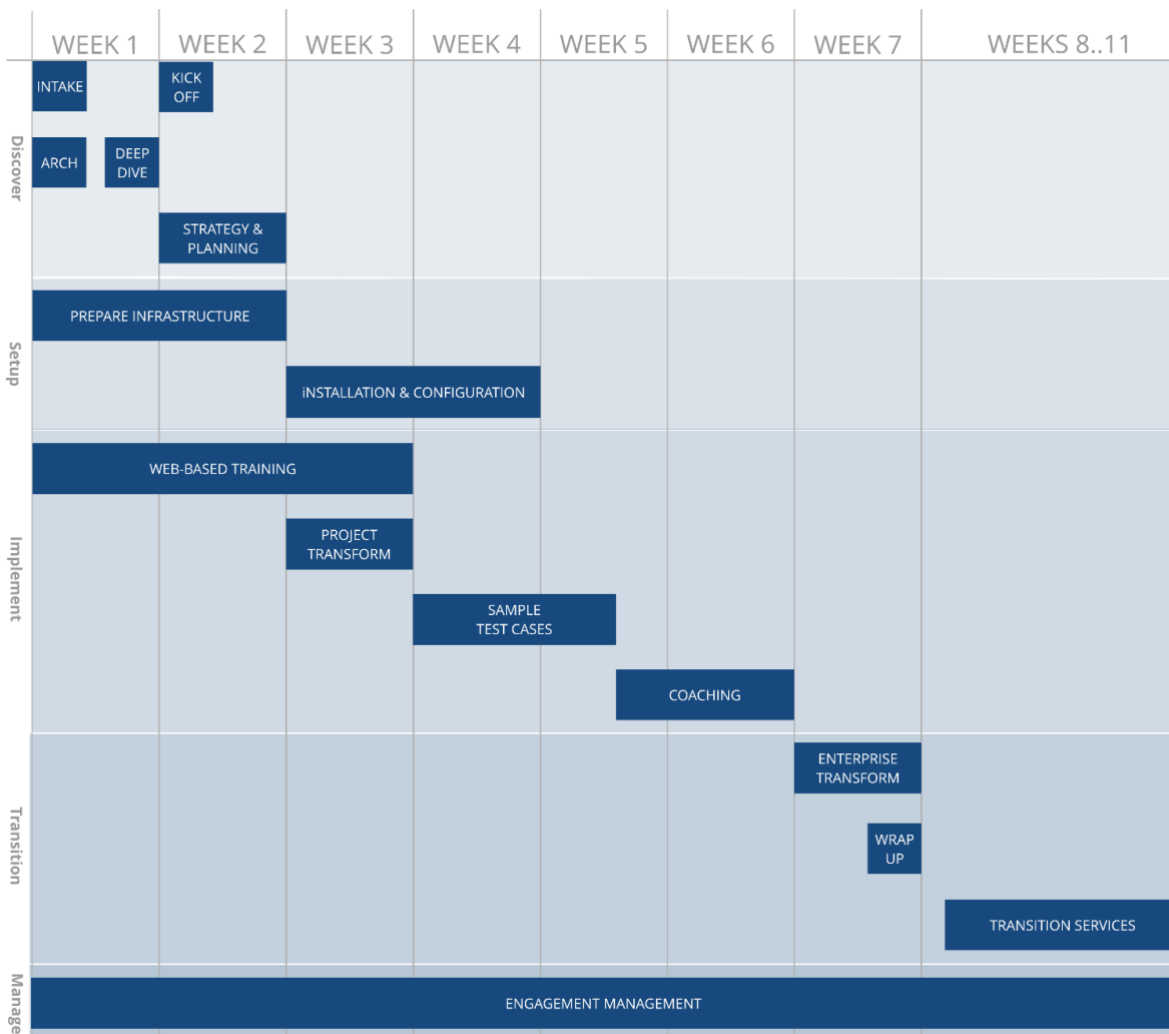 WEEK 1 WEEK 2 WEEK 3 WEEK 4 WEEK 5 WEEK 6 WEEK 7 WEEKS 8..11
Discover
INTAKE
KICK
OFF
ARCH
DEEP
DIVE
STRATEGY &
PLANNING
Setup
PREPARE INFRASTRUCTURE
iNSTALLATION & CONFIGURATION
Implement
WEB-BASED TRAINING
PROJECT
TRANSFORM
SAMPLE
TEST CASES
COACHING
Transition
ENTERPRISE
TRANSFORM
WRAP
UP
TRANSITION SERVICES
Manage
ENGAGEMENT MANAGEMENT